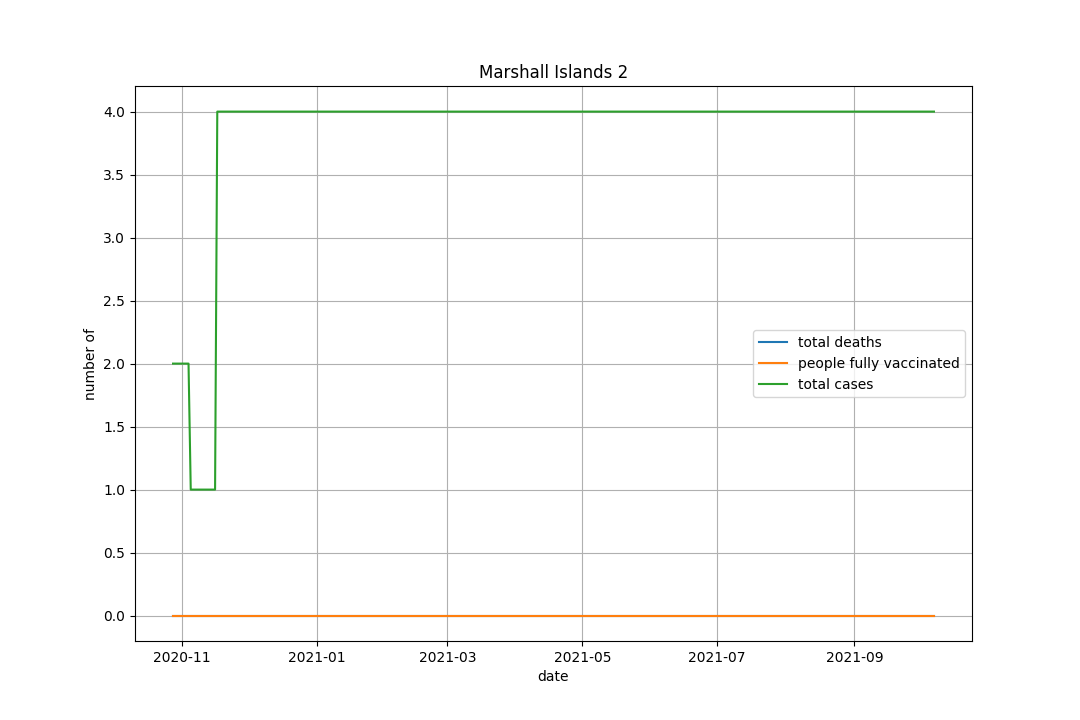 Marshall Islands 2
4.0
3.5
3.0
2.5
2.0
1.5
1.0
0.5
0.0
number of
total deaths
people fully vaccinated
total cases
2020-11 2021-01 2021-03 2021-05 2021-07 2021-09
date